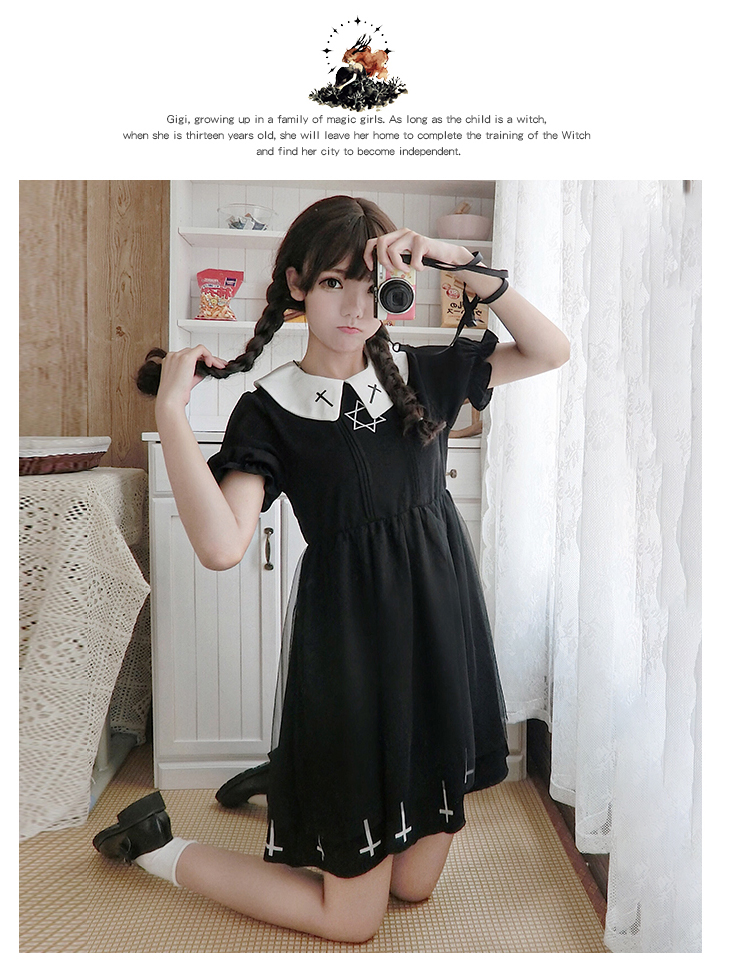 Gigi, growing up in a family of magic girls. As long as the child is a witch,
when she is thirteen years old, she will leave her home to complete the training of the Witch
and find her city to become independent.